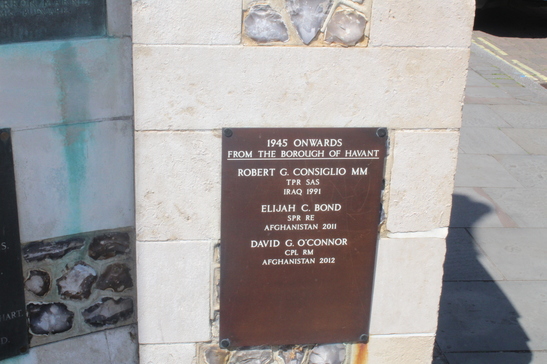 1945 ONWARDS
FROM THE BOROUGH OF HAVANT
ROBERT G. CONSIGLIO MM
TPR SAS
IRAQ 1991
ELIJAH C. BOND
SPR RE
AFGHANISTAN 2011
DAVID G. O'CONNOR
CPL RM
AFGHANISTAN 2012
S.
HART.
D.